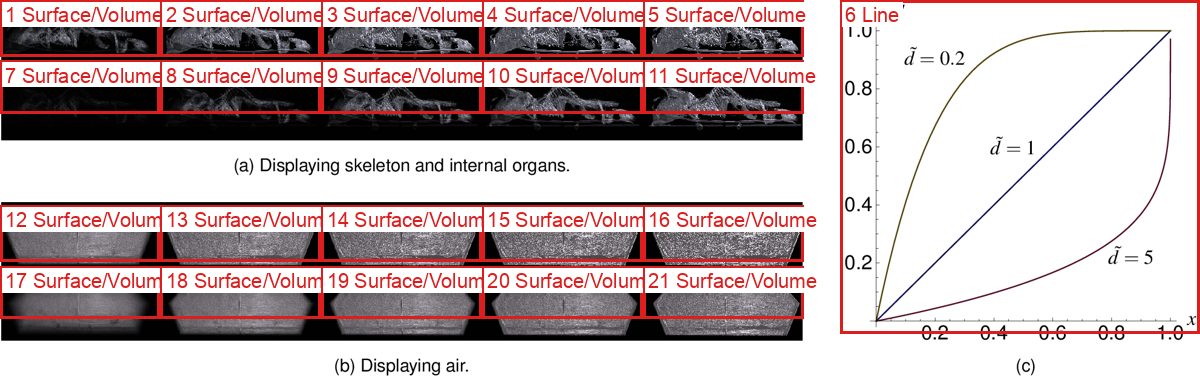 1 Surface/Volume 2 Surface/Volume 3 Surface/Volume 4 Surface/Volume 5 Surface/Volume
7 Surface/Volume 8 Surface/Volume 9 Surface/Volume 10 Surface/Volume 11 Surface/Volume
(a) Displaying skeleton and internal organs.
12 Surface/Volum 13 Surface/Volum 14 Surface/Volum 15 Surface/Volum 16 Surface/Volume
17 Surface/Volum 18 Surface/Volum 19 Surface/Volum 20 Surface/Volum 21 Surface/Volume
(b) Displaying air.
6 Line
1.0
d̃ = 0.2
0.8
0.6
d̃ = 1
0.4
0.2
d̃ = 5
0.2 0.4 0.6 0.8 1.0 x
(c)